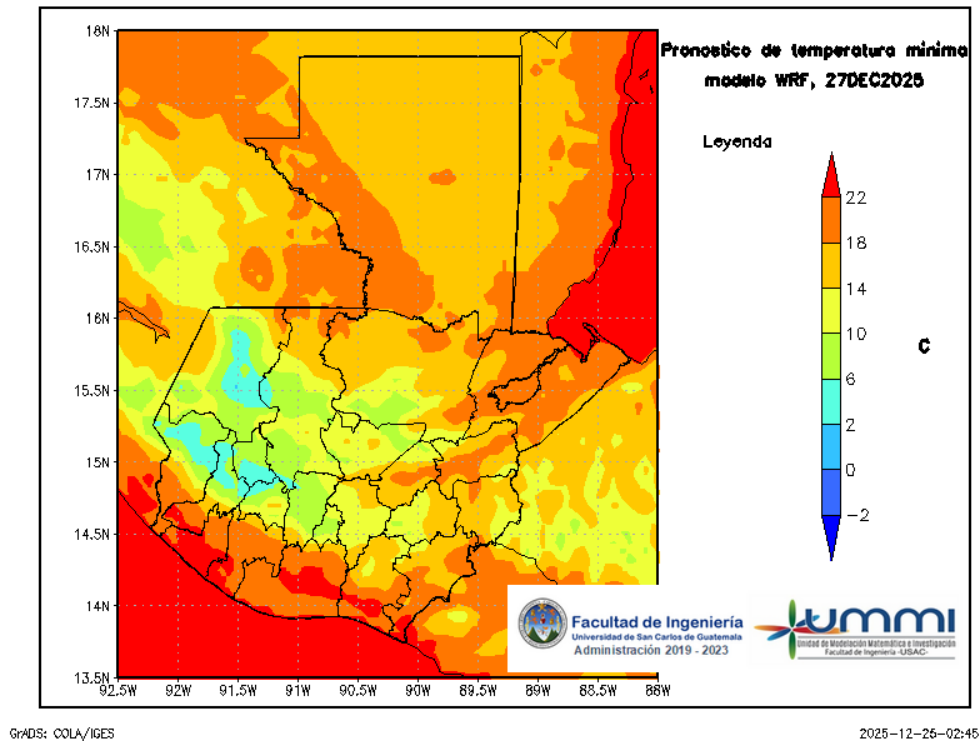 Pronostico de temperatura minima
modelo WRF, 27DEC2025
Leyenda
22
18
14
10
6
2
0
-2
C
18N
17.5N
17N
16.5N
16N
15.5N
15N
14.5N
14N
13.5N
92.5W 92W 91.5W 91W 90.5W 90W 89.5W 89W 88.5W 88W
Facultad de Ingeniería
Universidad de San Carlos de Guatemala
Administración 2019 - 2023
ummi
Unidad de Modelación Matemática e Investigación
Facultad de Ingeniería -USAC-
GrADS: COLA/IGES
2025-12-25-02:45